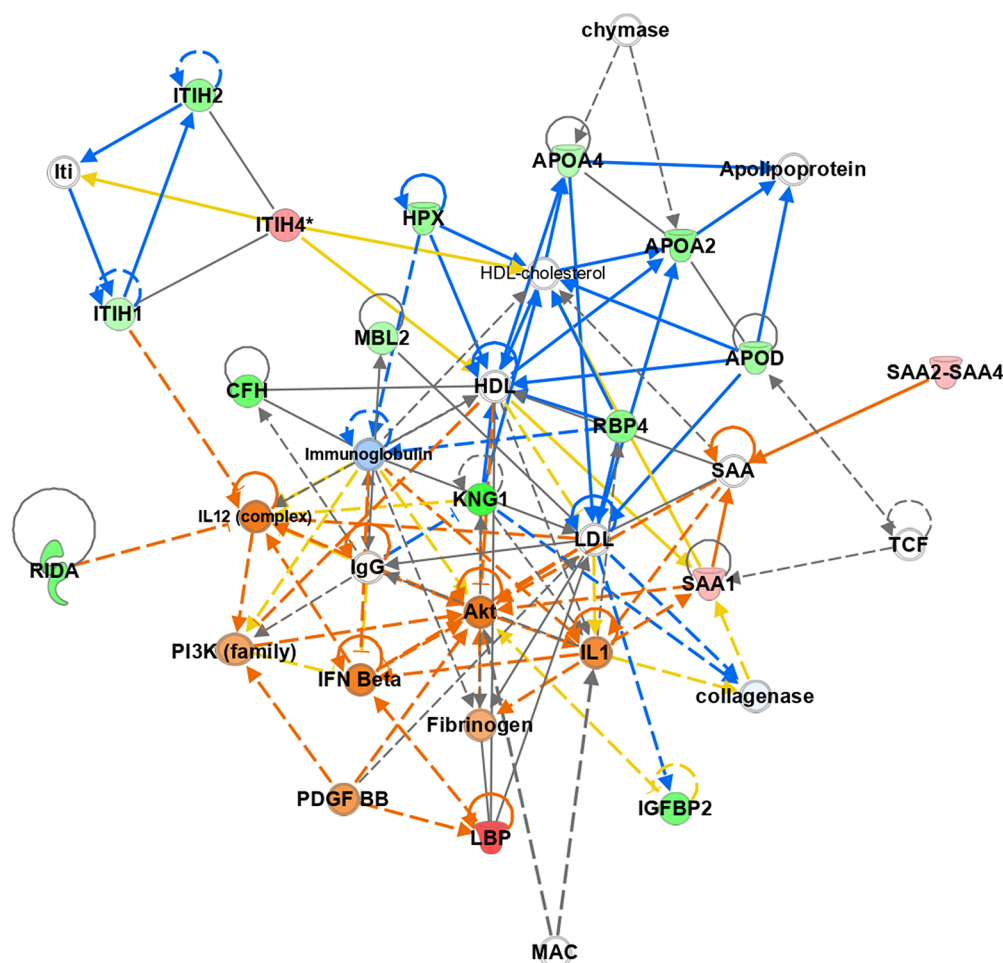 chymase
ITIH2
APOA4
Iti
Apolipoprotein
ITIH4*
HPX
APOA2
HDL-cholesterol
ITIH1
MBL2
APOD
SAA2-SAA4
CFH
HDL
RBP4
Immunoglobulin
SAA
KNG1
IL12 (complex)
LDL
TCF
RIDA
IgG
SAA1
Akt
PI3K (family)
IL1
IFN Beta
collagenase
Fibrinogen
PDGF BB
IGFBP2
LBP
MAC